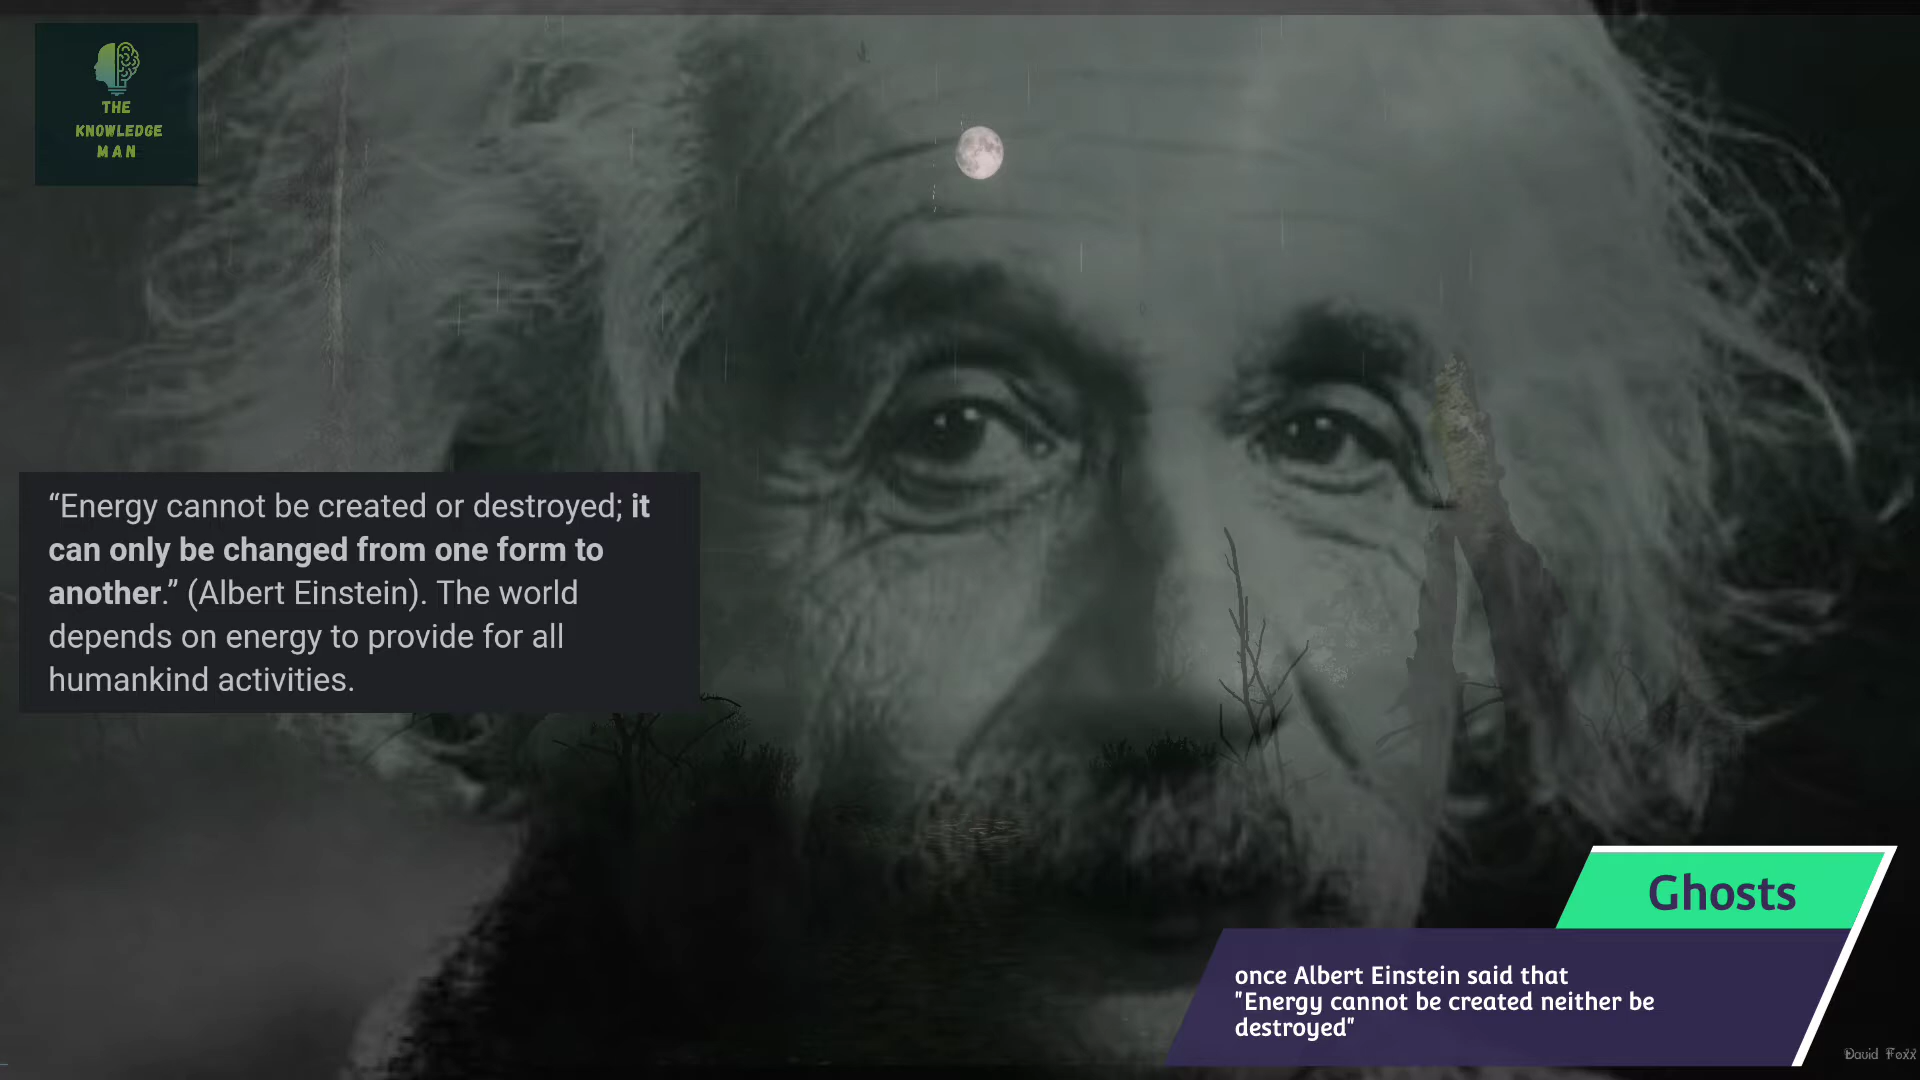 THE
KNOWLEDGE
MAN
“Energy cannot be created or destroyed; it
can only be changed from one form to
another.” (Albert Einstein). The world
depends on energy to provide for all
humankind activities.
Ghosts
once Albert Einstein said that
"Energy cannot be created neither be
destroyed"
David Foxx